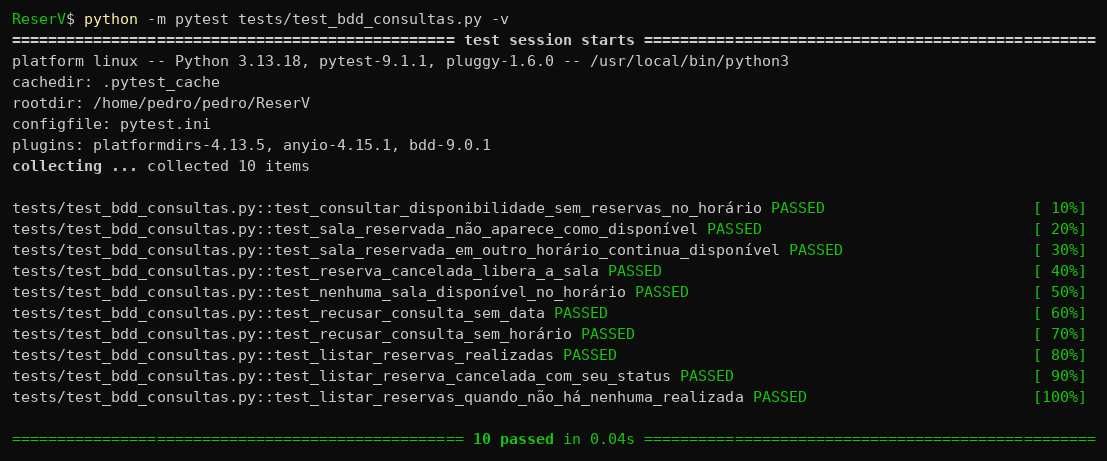 ReserV$ python -m pytest tests/test_bdd_consultas.py -v
================================================= test session starts ==================================================
platform linux -- Python 3.13.18, pytest-9.1.1, pluggy-1.6.0 -- /usr/local/bin/python3
cachedir: .pytest_cache
rootdir: /home/pedro/pedro/ReserV
configfile: pytest.ini
plugins: platformdirs-4.13.5, anyio-4.15.1, bdd-9.0.1
collecting ... collected 10 items
tests/test_bdd_consultas.py::test_consultar_disponibilidade_sem_reservas_no_horário PASSED [ 10%]
tests/test_bdd_consultas.py::test_sala_reservada_não_aparece_como_disponível PASSED [ 20%]
tests/test_bdd_consultas.py::test_sala_reservada_em_outro_horário_continua_disponível PASSED [ 30%]
tests/test_bdd_consultas.py::test_reserva_cancelada_libera_a_sala PASSED [ 40%]
tests/test_bdd_consultas.py::test_nenhuma_sala_disponível_no_horário PASSED [ 50%]
tests/test_bdd_consultas.py::test_recusar_consulta_sem_data PASSED [ 60%]
tests/test_bdd_consultas.py::test_recusar_consulta_sem_horário PASSED [ 70%]
tests/test_bdd_consultas.py::test_listar_reservas_realizadas PASSED [ 80%]
tests/test_bdd_consultas.py::test_listar_reserva_cancelada_com_seu_status PASSED [ 90%]
tests/test_bdd_consultas.py::test_listar_reservas_quando_não_há_nenhuma_realizada PASSED [100%]
================================================== 10 passed in 0.04s ==================================================